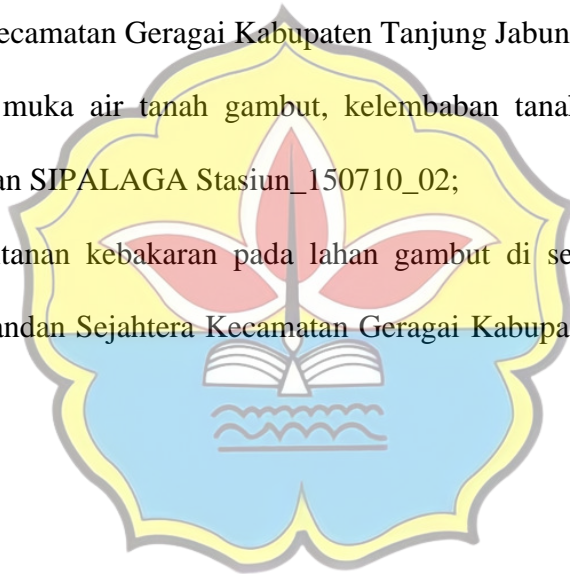 ecamatan Geragai Kabupaten Tanjung Jabun
muka air tanah gambut, kelembaban tanah
an SIPALAGA Stasiun_150710_02;
tanan kebakaran pada lahan gambut di se
andan Sejahtera Kecamatan Geragai Kabupa